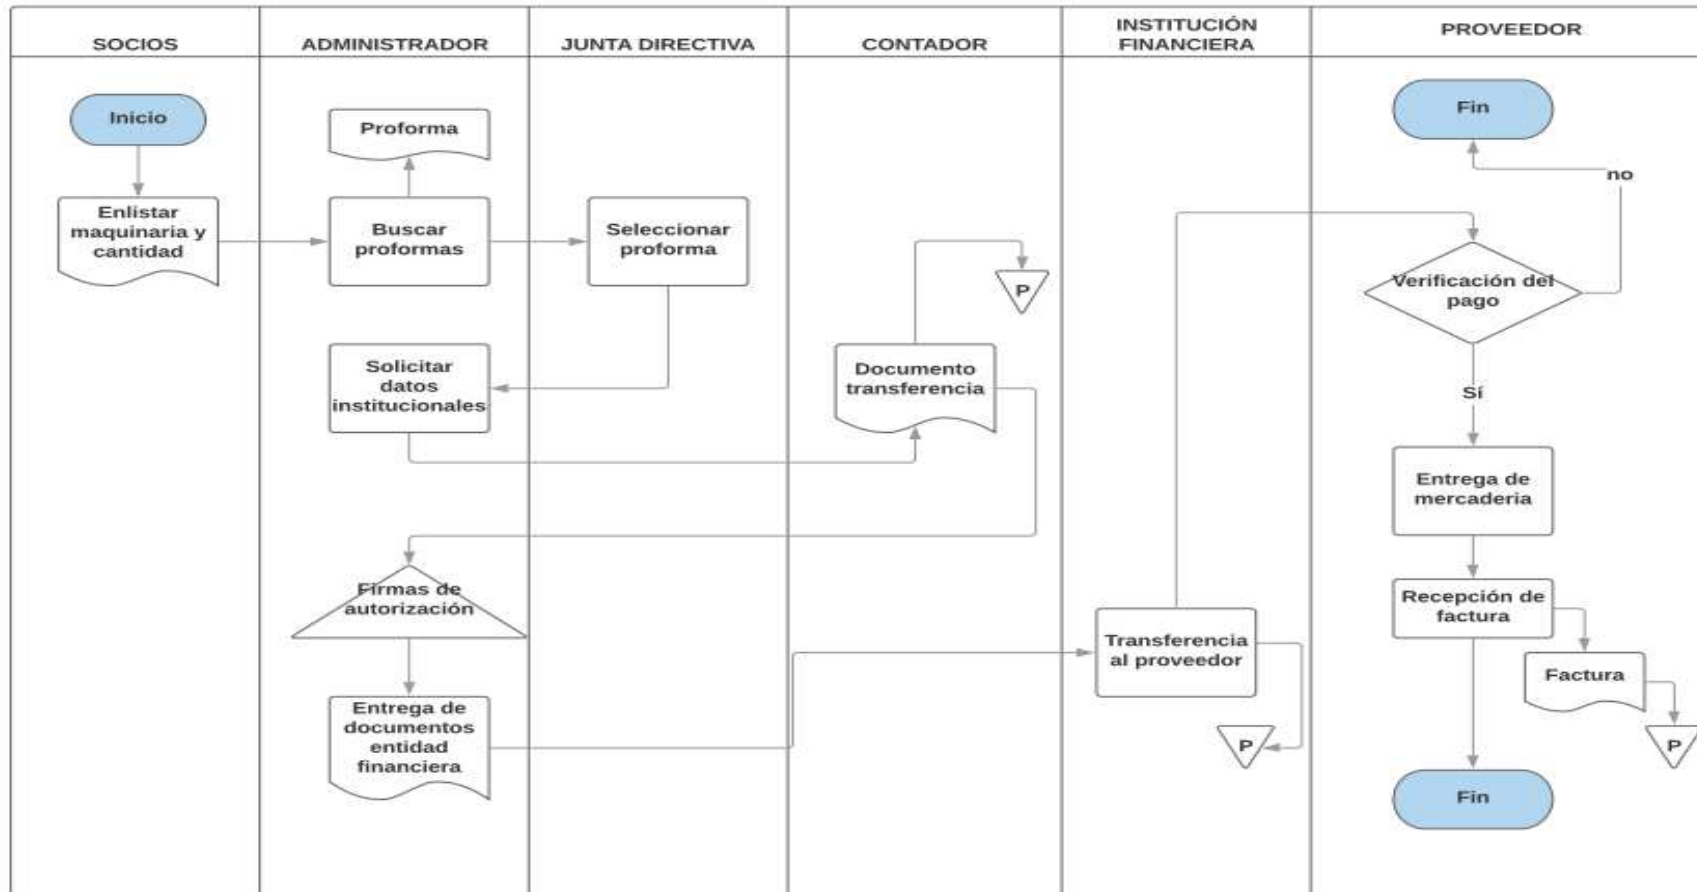 SOCIOS
ADMINISTRADOR
JUNTA DIRECTIVA
CONTADOR
INSTITUCIÓN
FINANCIERA
PROVEEDOR
Inicio
Enlistar
maquinaria y
cantidad
Proforma
Buscar
proformas
Seleccionar
proforma
Solicitar
datos
institucionales
P
Documento
transferencia
Firmas de
autorización
Entrega de
documentos
entidad
financiera
Transferencia
al proveedor
P
Fin
no
Verificación del
pago
Sí
Entrega de
mercaderia
Recepción de
factura
Factura
P
Fin